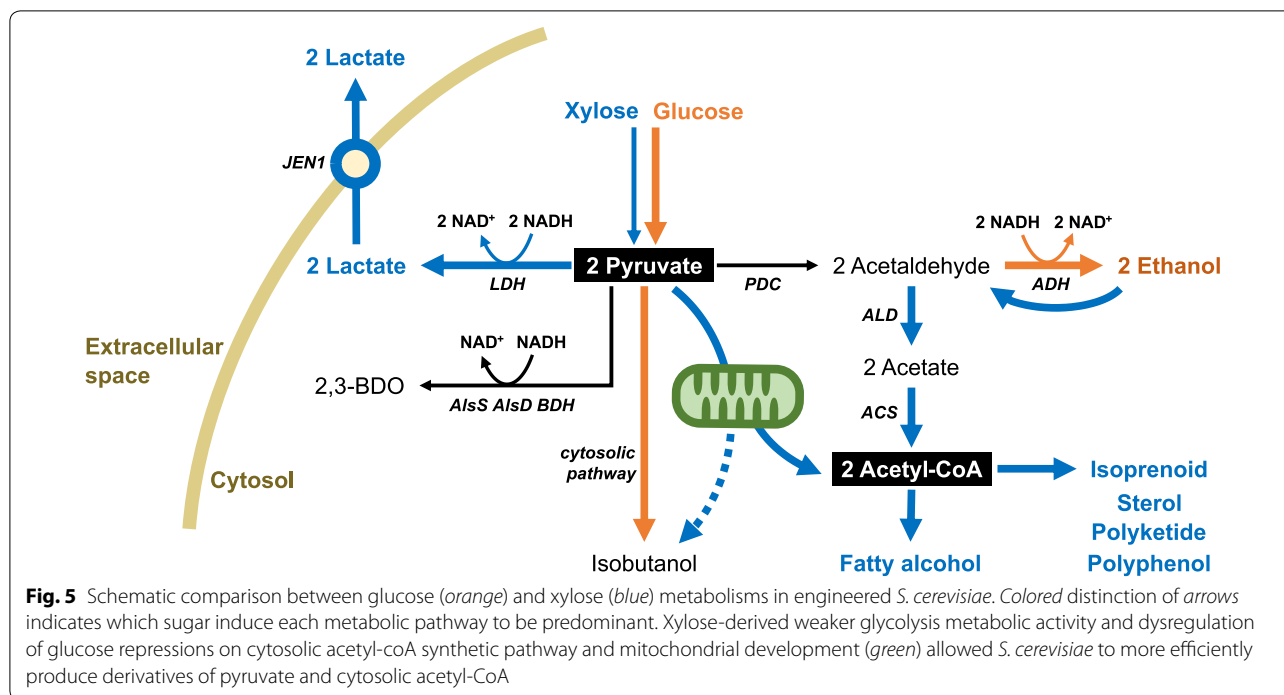 2 Lactate
Xylose Glucose
JEN1
2 NAD⁺ 2 NADH
2 NADH 2 NAD⁺
2 Lactate
2 Pyruvate
2 Acetaldehyde
2 Ethanol
LDH
PDC
ADH
ALD
Extracellular
space
NAD⁺ NADH
2,3-BDO
2 Acetate
AlsS AlsD BDH
ACS
cytosolic
pathway
Cytosol
2 Acetyl-CoA
Isoprenoid
Sterol
Polyketide
Isobutanol
Fatty alcohol
Polyphenol
Fig. 5 Schematic comparison between glucose (orange) and xylose (blue) metabolisms in engineered S. cerevisiae. Colored distinction of arrows
indicates which sugar induce each metabolic pathway to be predominant. Xylose-derived weaker glycolysis metabolic activity and dysregulation
of glucose repressions on cytosolic acetyl-coA synthetic pathway and mitochondrial development (green) allowed S. cerevisiae to more efficiently
produce derivatives of pyruvate and cytosolic acetyl-CoA